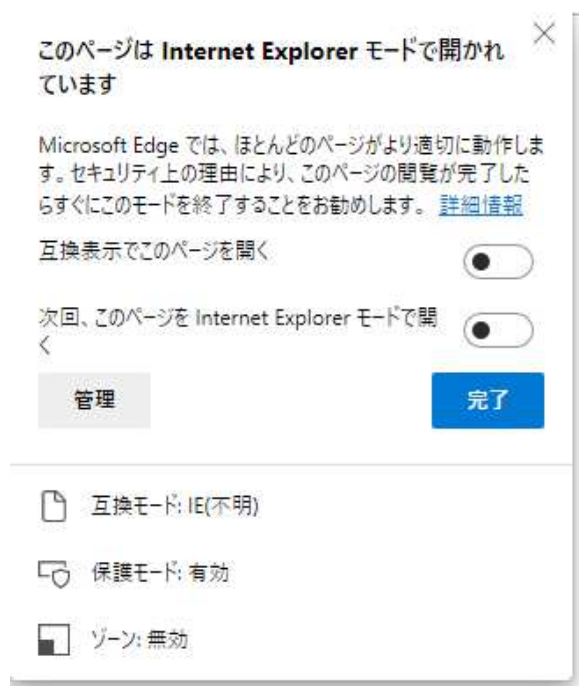 このページは Internet Explorer モードで開かれ
ています
Microsoft Edge では、ほとんどのページがより適切に動作しま
す。セキュリティ上の理由により、このページの閲覧が完了した
らすぐにこのモードを終了することをお勧めします。 詳細情報
互換表示でこのページを開く
次回、このページを Internet Explorer モードで開
く
管理
完了
互換モード: IE(不明)
保護モード: 有効
ゾーン: 無効